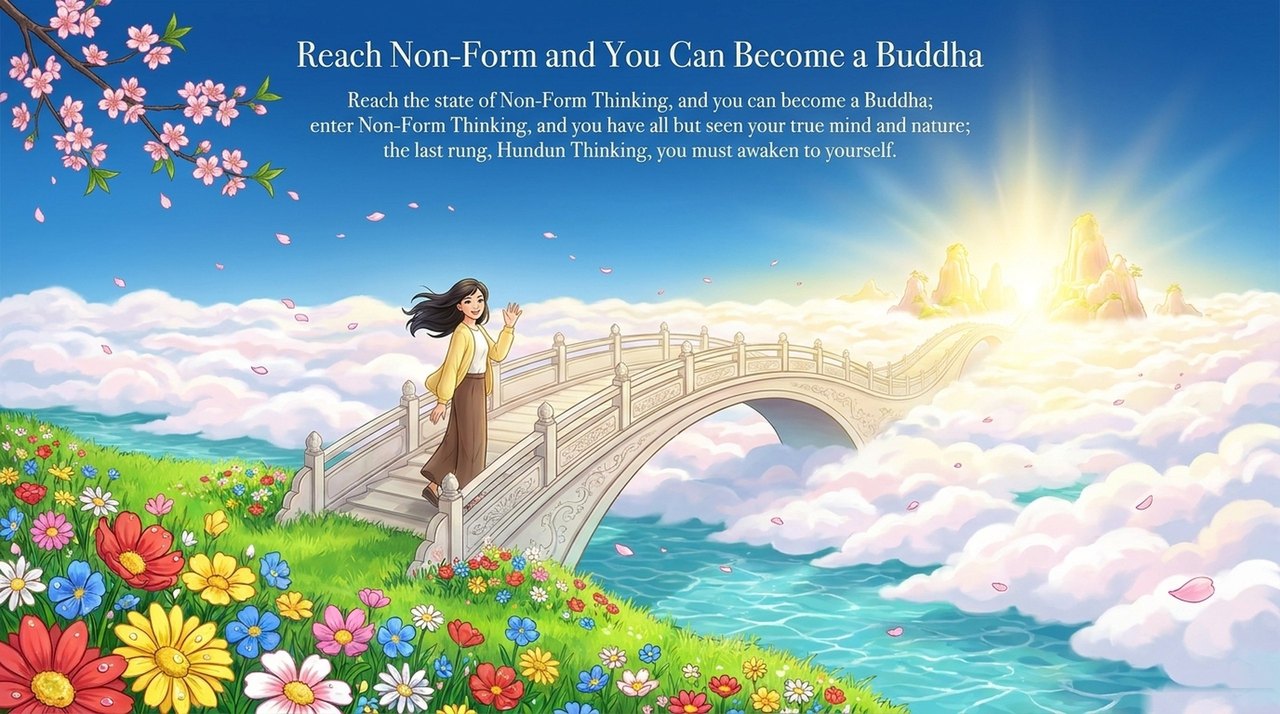 Reach Non-Form and You Can Become a Buddha
Reach the state of Non-Form Thinking, and you can become a Buddha;
enter Non-Form Thinking, and you have all but seen your true mind and nature;
the last rung, Hundun Thinking, you must awaken to yourself.